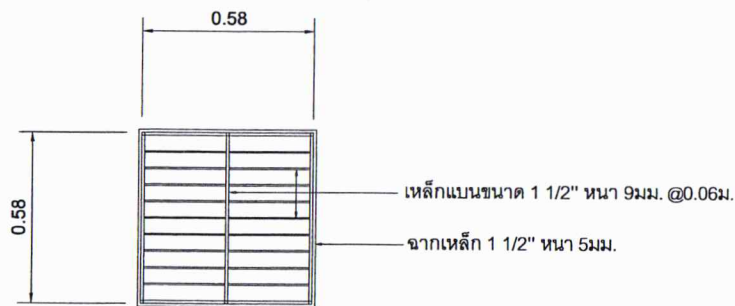 0.58
0.58
เหล็กแบนขนาด 1 1/2" หนา 9มม. @0.06ม.
ฉากเหล็ก 1 1/2" หนา 5มม.